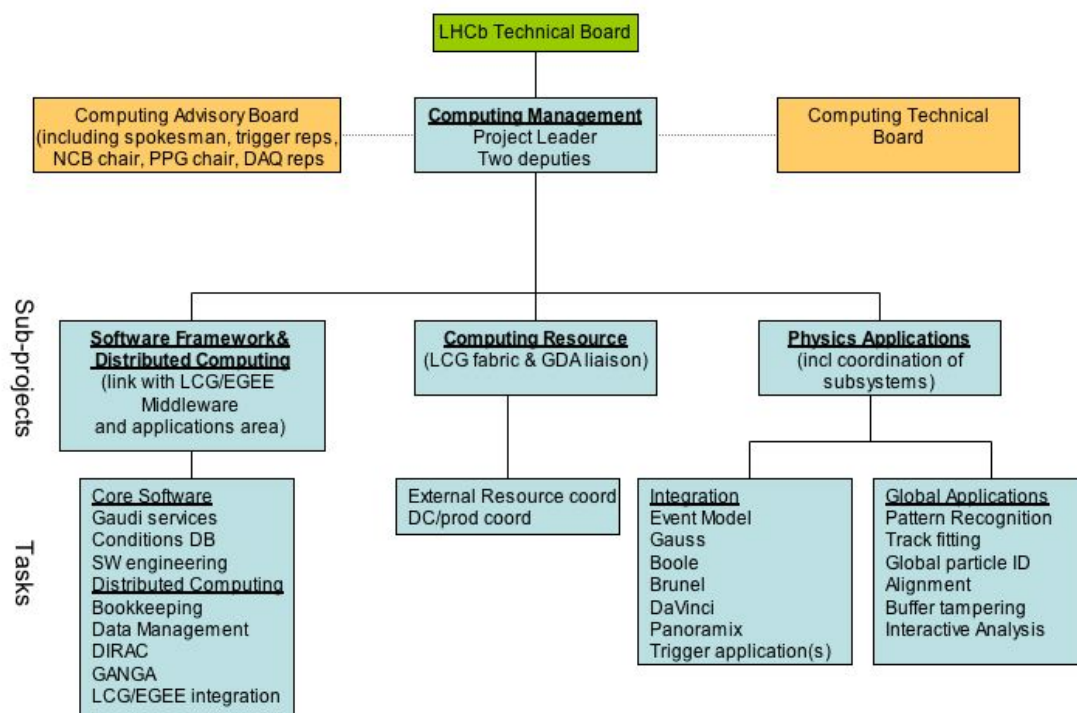 LHCb Technical Board
Computing Advisory Board
(including spokesman, trigger reps,
NCB chair, PPG chair, DAQ reps
Computing Management
Project Leader
Two deputies
Computing Technical
Board
Sub-projects
Software Framework&
Distributed Computing
(link with LCG/EGEE
Middleware
and applications area)
Computing Resource
(LCG fabric & GDA liaison)
Physics Applications
(incl coordination of
subsystems)
Tasks
Core Software
Gaudi services
Conditions DB
SW engineering
Distributed Computing
Bookkeeping
Data Management
DIRAC
GANGA
LCG/EGEE integration
External Resource coord
DC/prod coord
Integration
Event Model
Gauss
Boole
Brunel
DaVinci
Panoramix
Trigger application(s)
Global Applications
Pattern Recognition
Track fitting
Global particle ID
Alignment
Buffer tampering
Interactive Analysis